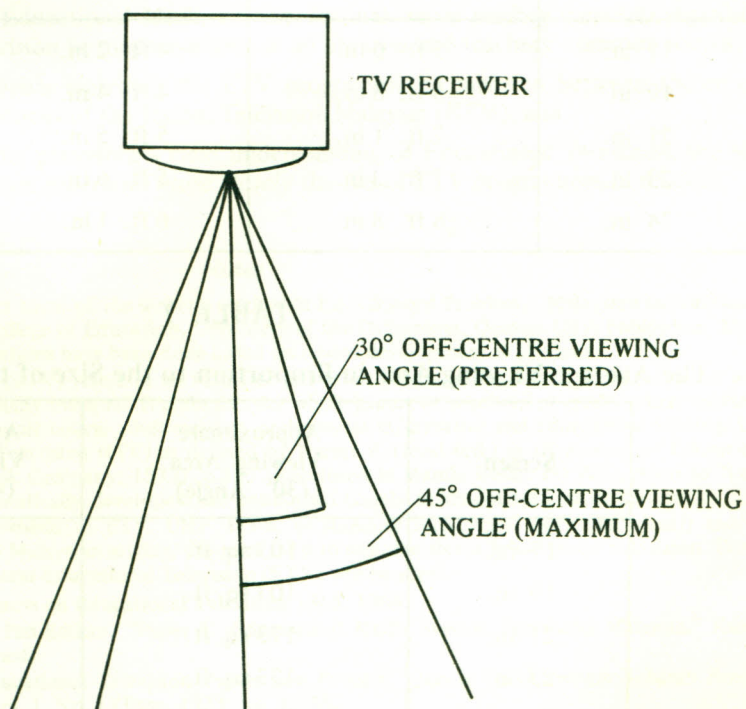 TV RECEIVER
30° OFF-CENTRE VIEWING
ANGLE (PREFERRED)
45° OFF-CENTRE VIEWING
ANGLE (MAXIMUM)